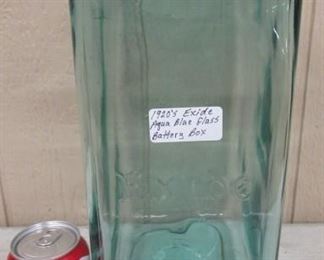 1920's Exide
Aqua Blue Glass
Battery Box